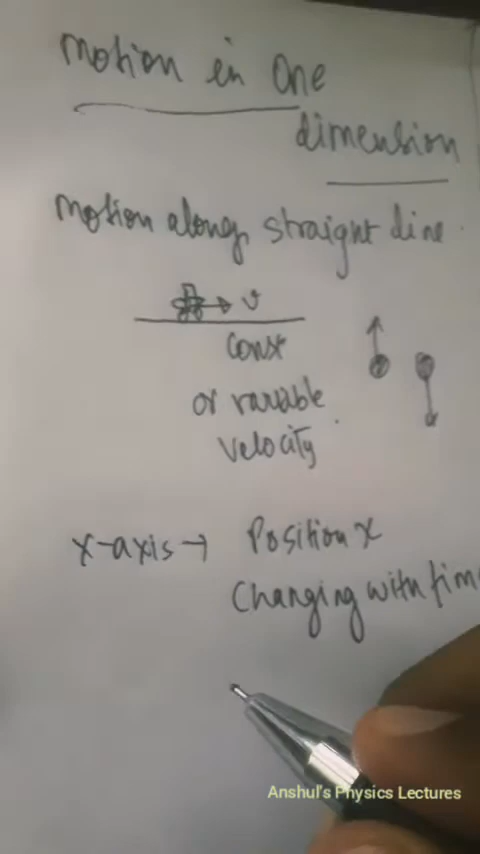 Motion in One
dimension
Motion along straight line.
v
Const
or variable
velocity
x-axis → Position x
Changing with tim
Anshul's Physics Lectures